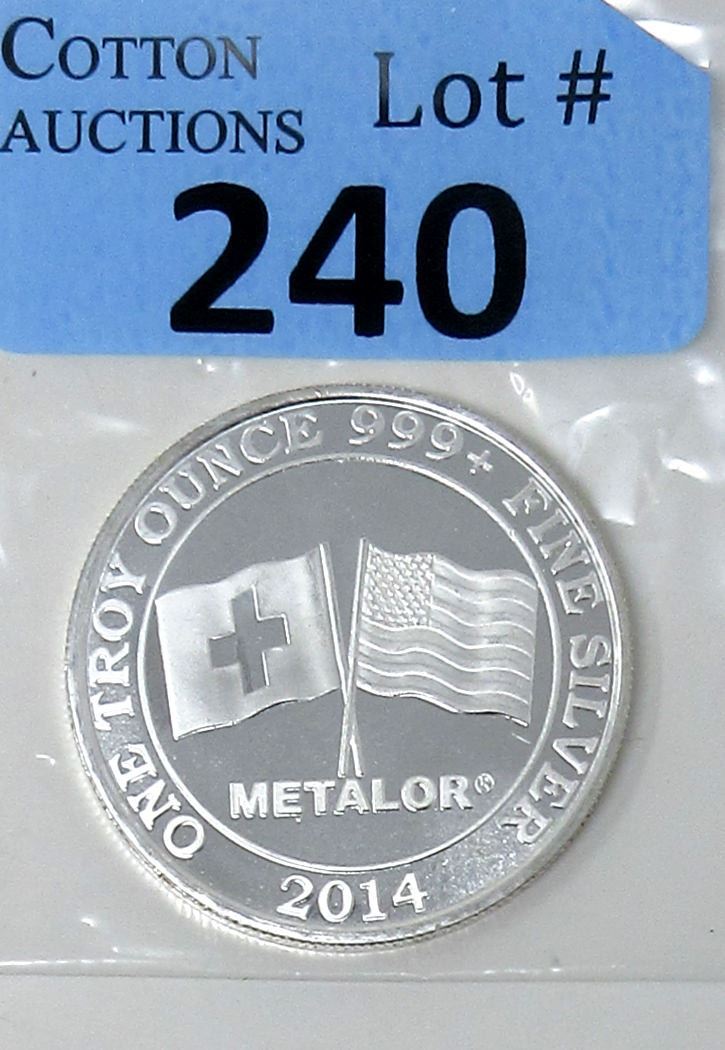 COTTON
AUCTIONS
Lot #
240
ONE TROY OUNCE 999+ FINE SILVER
METALOR®
2014